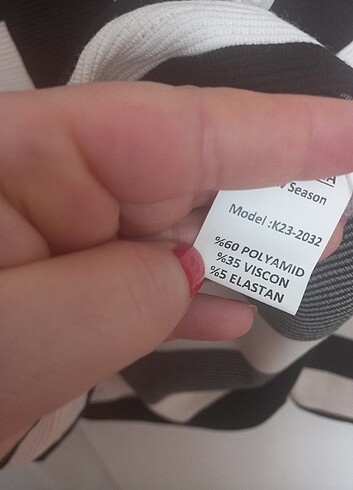 Season
Model :K23-2032
%60 POLYAMID
%35 VISCON
%5 ELASTAN